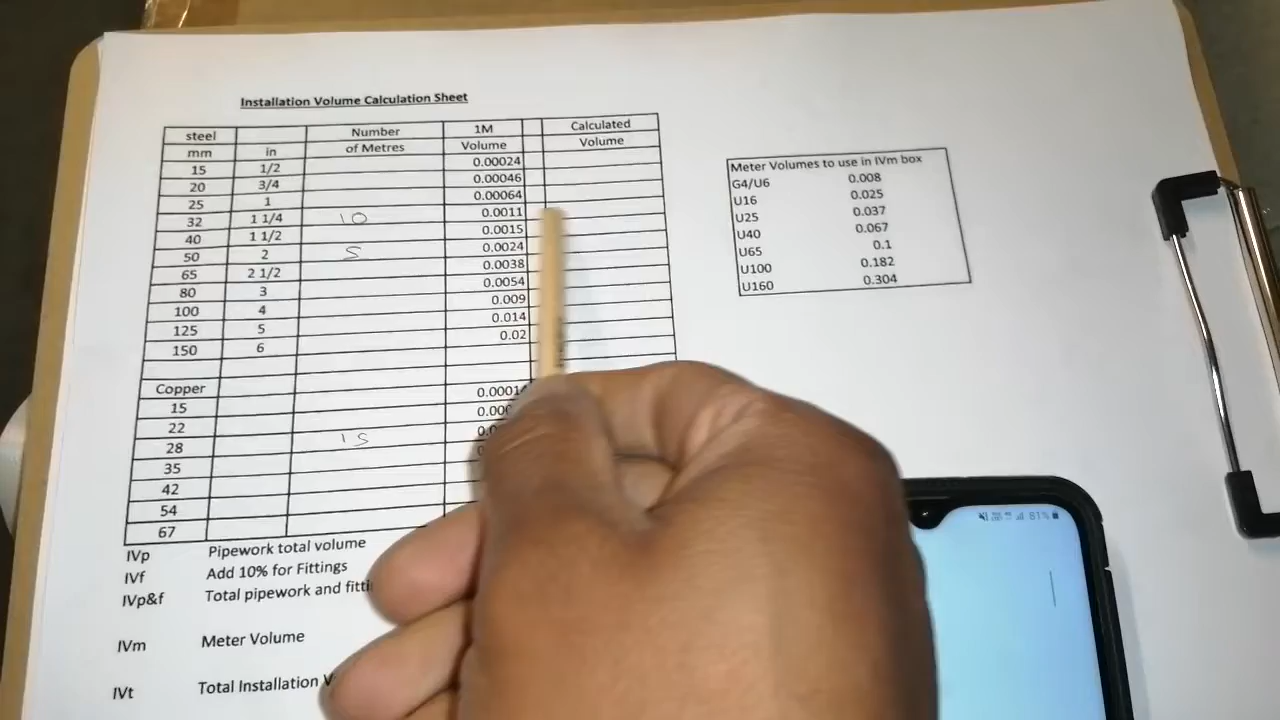 Installation Volume Calculation Sheet
steel Number 1M Calculated
mm in of Metres Volume Volume
15 1/2 0.00024
20 3/4 0.00046
25 1 0.00064
32 1 1/4 10 0.0011
40 1 1/2 0.0015
50 2 5 0.0024
65 2 1/2 0.0038
80 3 0.0054
100 4 0.009
125 5 0.014
150 6 0.02
Copper
15
22
28 15
35
42
54
67
IVp Pipework total volume
IVf Add 10% for Fittings
IVp&f Total pipework and
IVm Meter Volume
IVt Total Installation
Meter Volumes to use in IVm box
G4/U6 0.008
U16 0.025
U25 0.037
U40 0.067
U65 0.1
U100 0.182
U160 0.304
81%